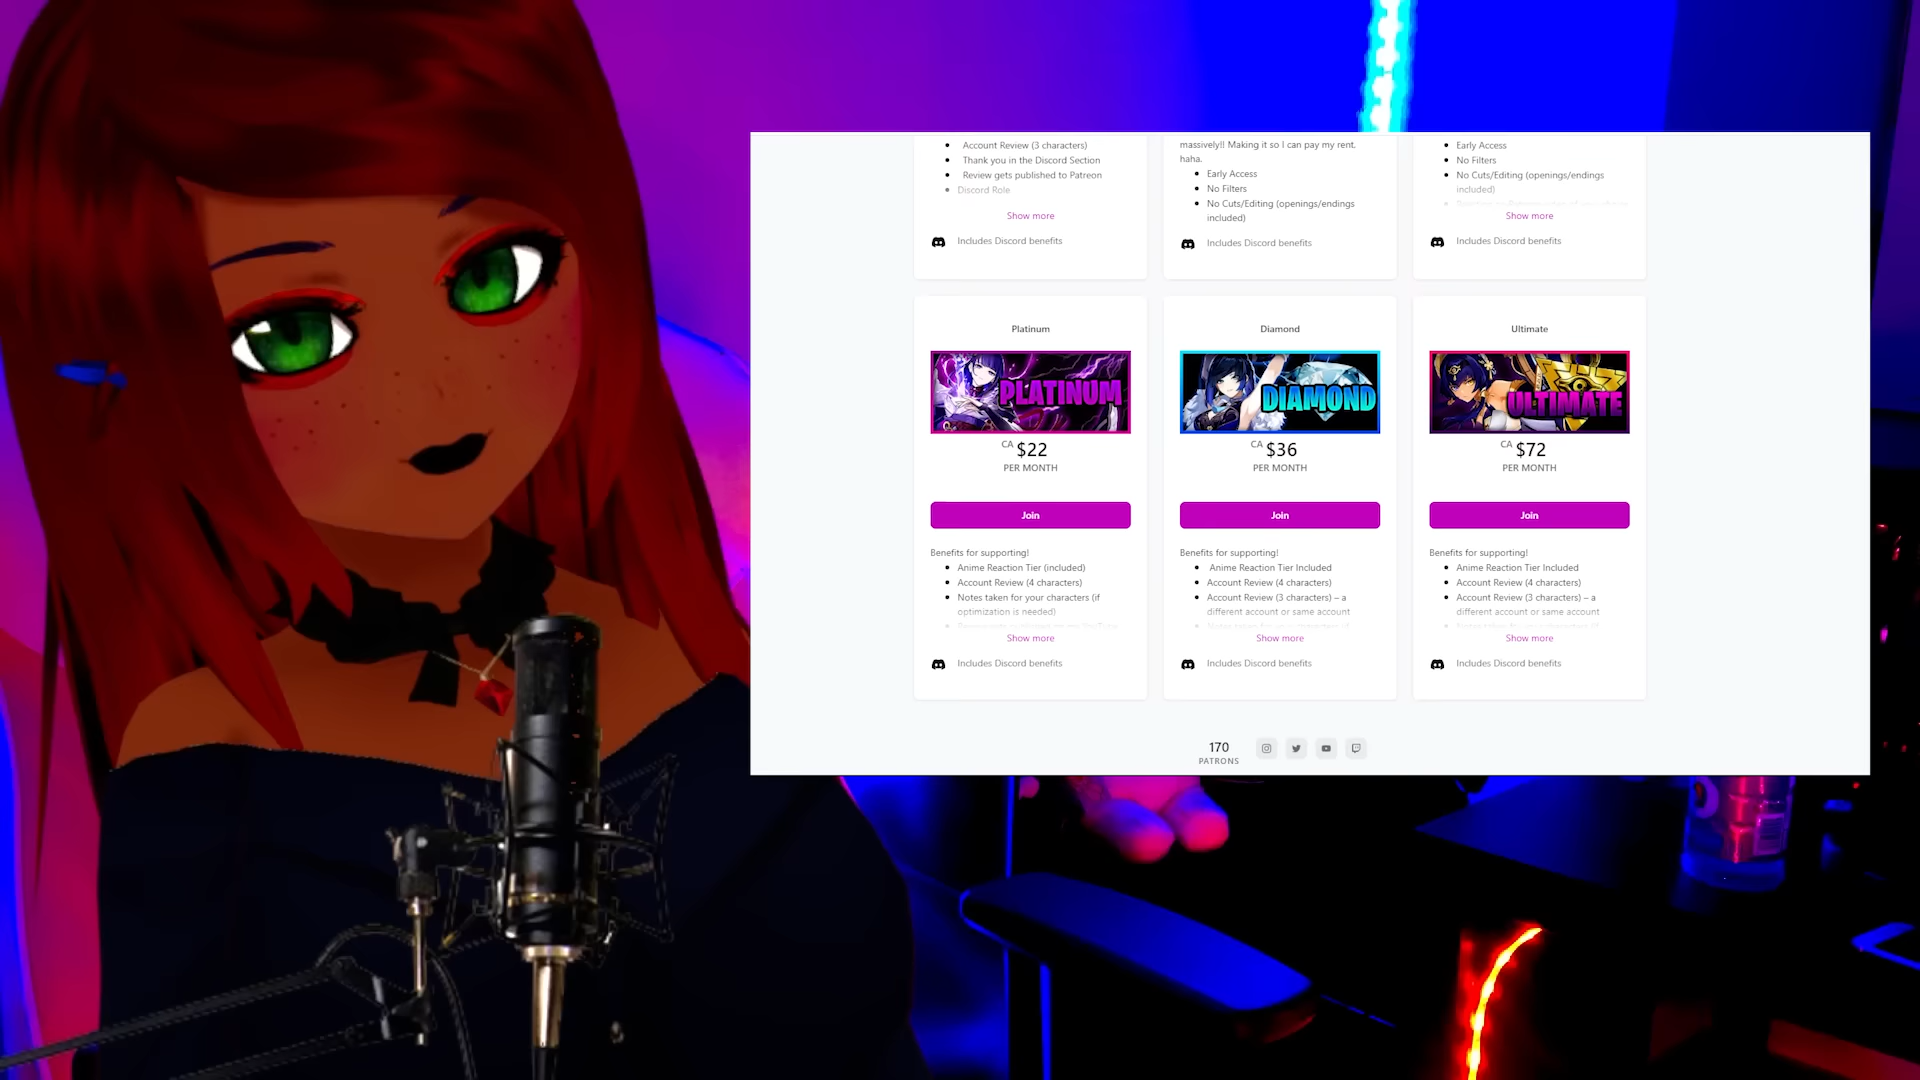 Account Review (3 characters)
Thank you in the Discord Section
Review gets published to Patreon
Discord Role
Show more
Includes Discord benefits
massively!! Making it so I can pay my rent.
haha.
Early Access
No Filters
No Cuts/Editing (openings/endings
included)
Includes Discord benefits
Early Access
No Filters
No Cuts/Editing (openings/endings
included)
Show more
Includes Discord benefits
Platinum
PLATINUM
CA $22
PER MONTH
Join
Benefits for supporting!
Anime Reaction Tier (included)
Account Review (4 characters)
Notes taken for your characters (if
optimization is needed)
Show more
Includes Discord benefits
Diamond
DIAMOND
CA $36
PER MONTH
Join
Benefits for supporting!
Anime Reaction Tier Included
Account Review (4 characters)
Account Review (3 characters) – a
different account or same account
Show more
Includes Discord benefits
Ultimate
ULTIMATE
CA $72
PER MONTH
Join
Benefits for supporting!
Anime Reaction Tier Included
Account Review (4 characters)
Account Review (3 characters) – a
different account or same account
Show more
Includes Discord benefits
170
PATRONS